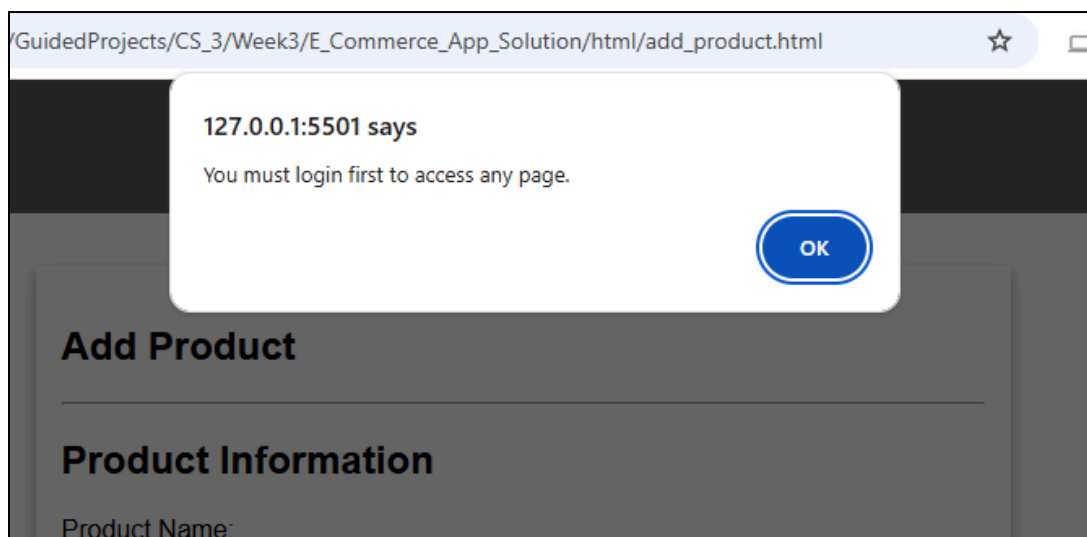 /GuidedProjects/CS_3/Week3/E_Commerce_App_Solution/html/add_product.html
127.0.0.1:5501 says
You must login first to access any page.
OK
Add Product
Product Information
Product Name: